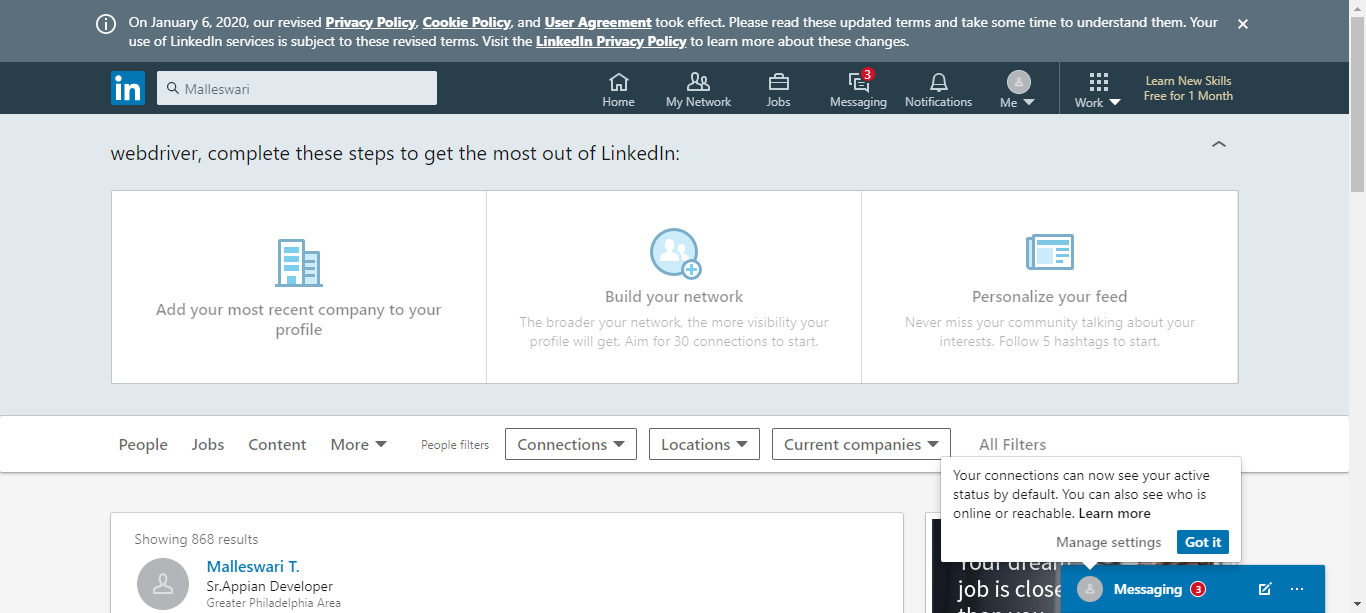 On January 6, 2020, our revised Privacy Policy, Cookie Policy, and User Agreement took effect. Please read these updated terms and take some time to understand them. Your
use of LinkedIn services is subject to these revised terms. Visit the LinkedIn Privacy Policy to learn more about these changes.
in
Malleswari
Home
My Network
Jobs
3
Messaging
Notifications
Me
Work
Learn New Skills
Free for 1 Month
webdriver, complete these steps to get the most out of LinkedIn:
Add your most recent company to your
profile
Build your network
The broader your network, the more visibility your
profile will get. Aim for 30 connections to start.
Personalize your feed
Never miss your community talking about your
interests. Follow 5 hashtags to start.
People
Jobs
Content
More
People filters
Connections
Locations
Current companies
All Filters
Your connections can now see your active
status by default. You can also see who is
online or reachable. Learn more
Manage settings
Got it
Showing 868 results
Malleswari T.
Sr.Appian Developer
Greater Philadelphia Area
Your dream
job is close
than you
Messaging 3